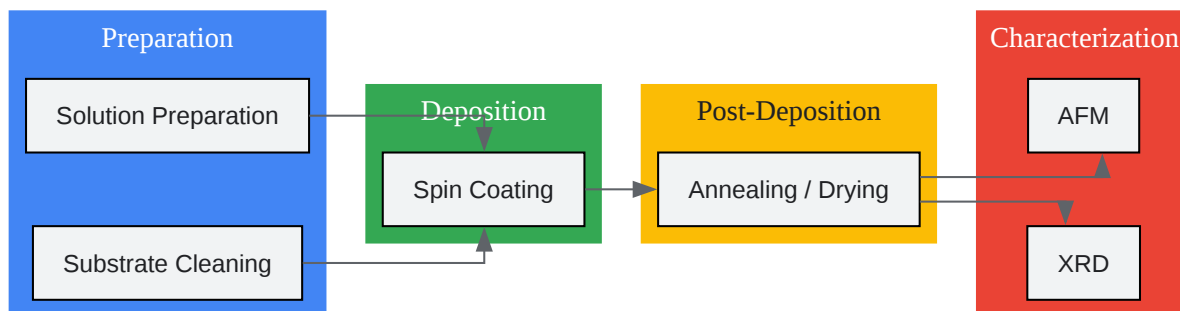 Preparation
Solution Preparation
Substrate Cleaning
Deposition
Spin Coating
Post-Deposition
Annealing / Drying
Characterization
AFM
XRD